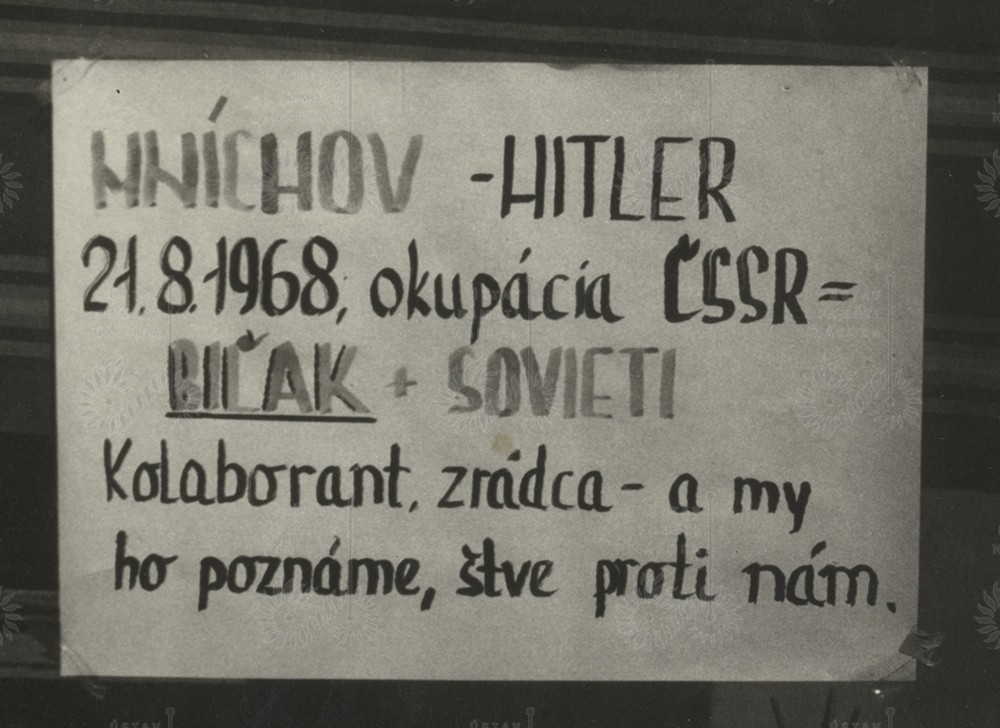 MNÍCHOV - HITLER
21.8.1968, okupácia ČSSR =
BIĽAK + SOVIETI
Kolaborant, zrádca - a my
ho poznáme, štve proti nám.